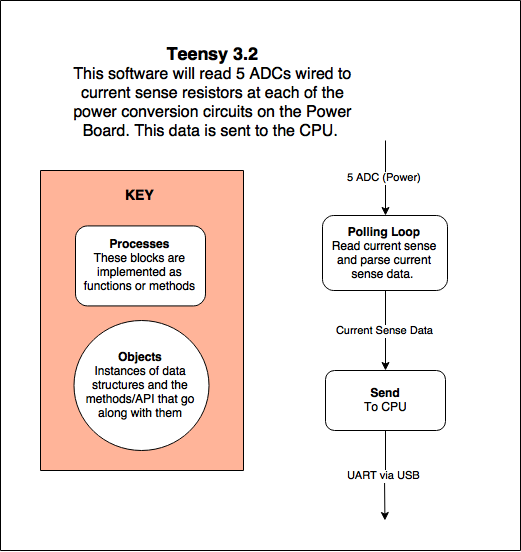 Teensy 3.2
This software will read 5 ADCs wired to
current sense resistors at each of the
power conversion circuits on the Power
Board. This data is sent to the CPU.
KEY
Processes
These blocks are
implemented as
functions or methods
Objects
Instances of data
structures and the
methods/API that go
along with them
5 ADC (Power)
Polling Loop
Read current sense
and parse current
sense data.
Current Sense Data
Send
To CPU
UART via USB